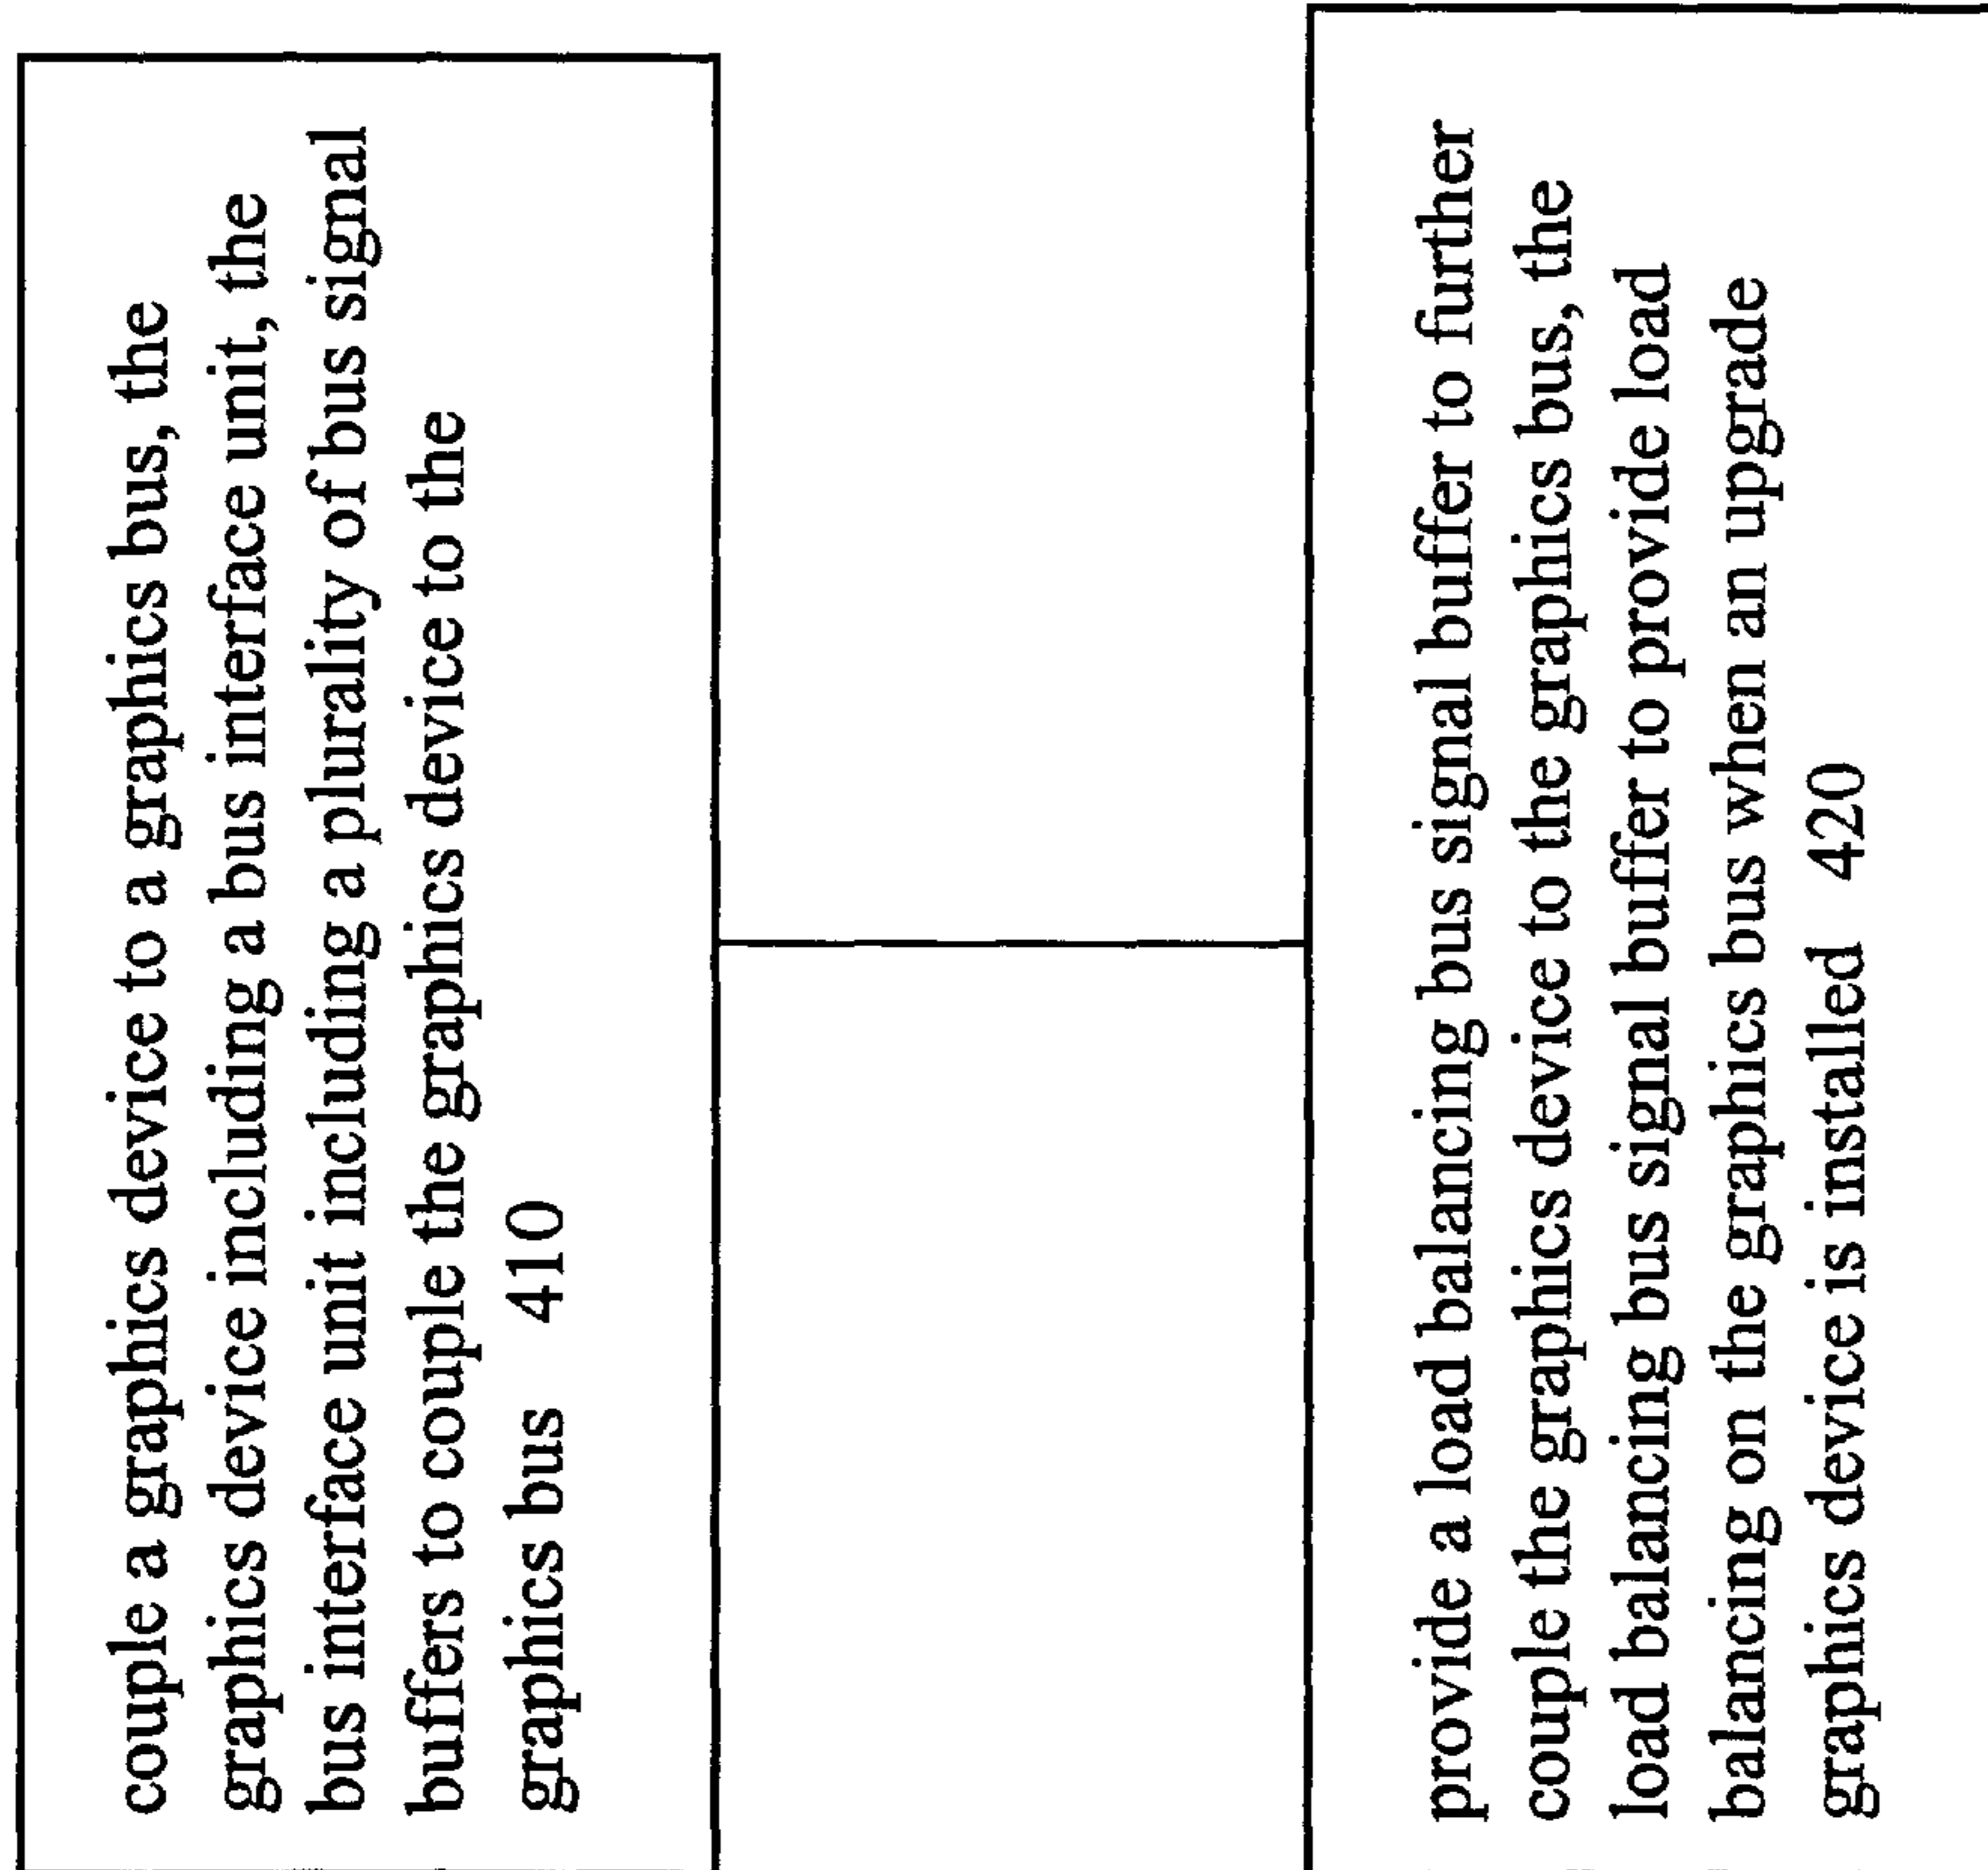 couple a graphics device to a graphics bus, the
graphics device including a bus interface unit, the
bus interface unit including a plurality of bus signal
buffers to couple the graphics device to the
graphics bus 410
provide a load balancing bus signal buffer to further
couple the graphics device to the graphics bus, the
load balancing bus signal buffer to provide load
balancing on the graphics bus when an upgrade
graphics device is installed 420